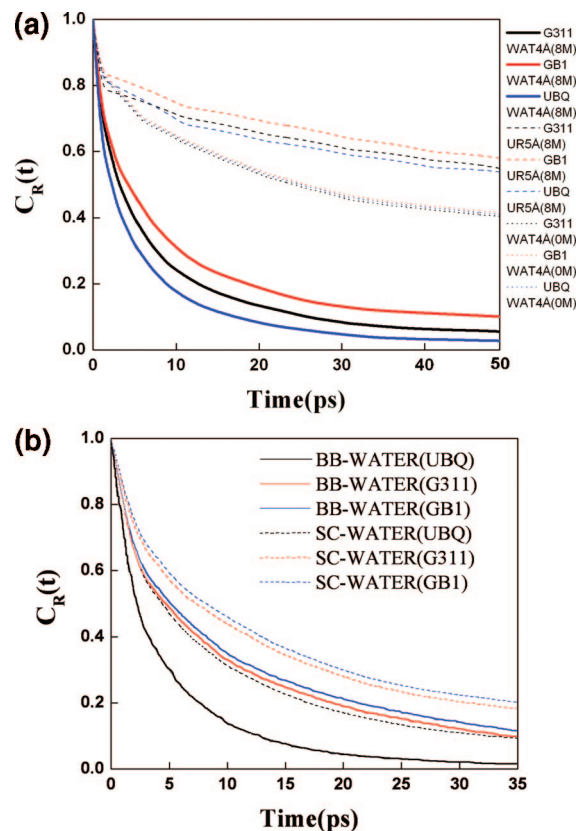 (a)
1.0
0.8
0.6
0.4
0.2
0.0
C_R(t)
0 10 20 30 40 50
Time(ps)
G311
WAT4A(8M)
GB1
WAT4A(8M)
UBQ
WAT4A(8M)
G311
UR5A(8M)
GB1
UR5A(8M)
UBQ
UR5A(8M)
G311
WAT4A(0M)
GB1
WAT4A(0M)
UBQ
WAT4A(0M)
(b)
1.0
0.8
0.6
0.4
0.2
0.0
C_R(t)
BB-WATER(UBQ)
BB-WATER(G311)
BB-WATER(GB1)
SC-WATER(UBQ)
SC-WATER(G311)
SC-WATER(GB1)
0 5 10 15 20 25 30 35
Time(ps)